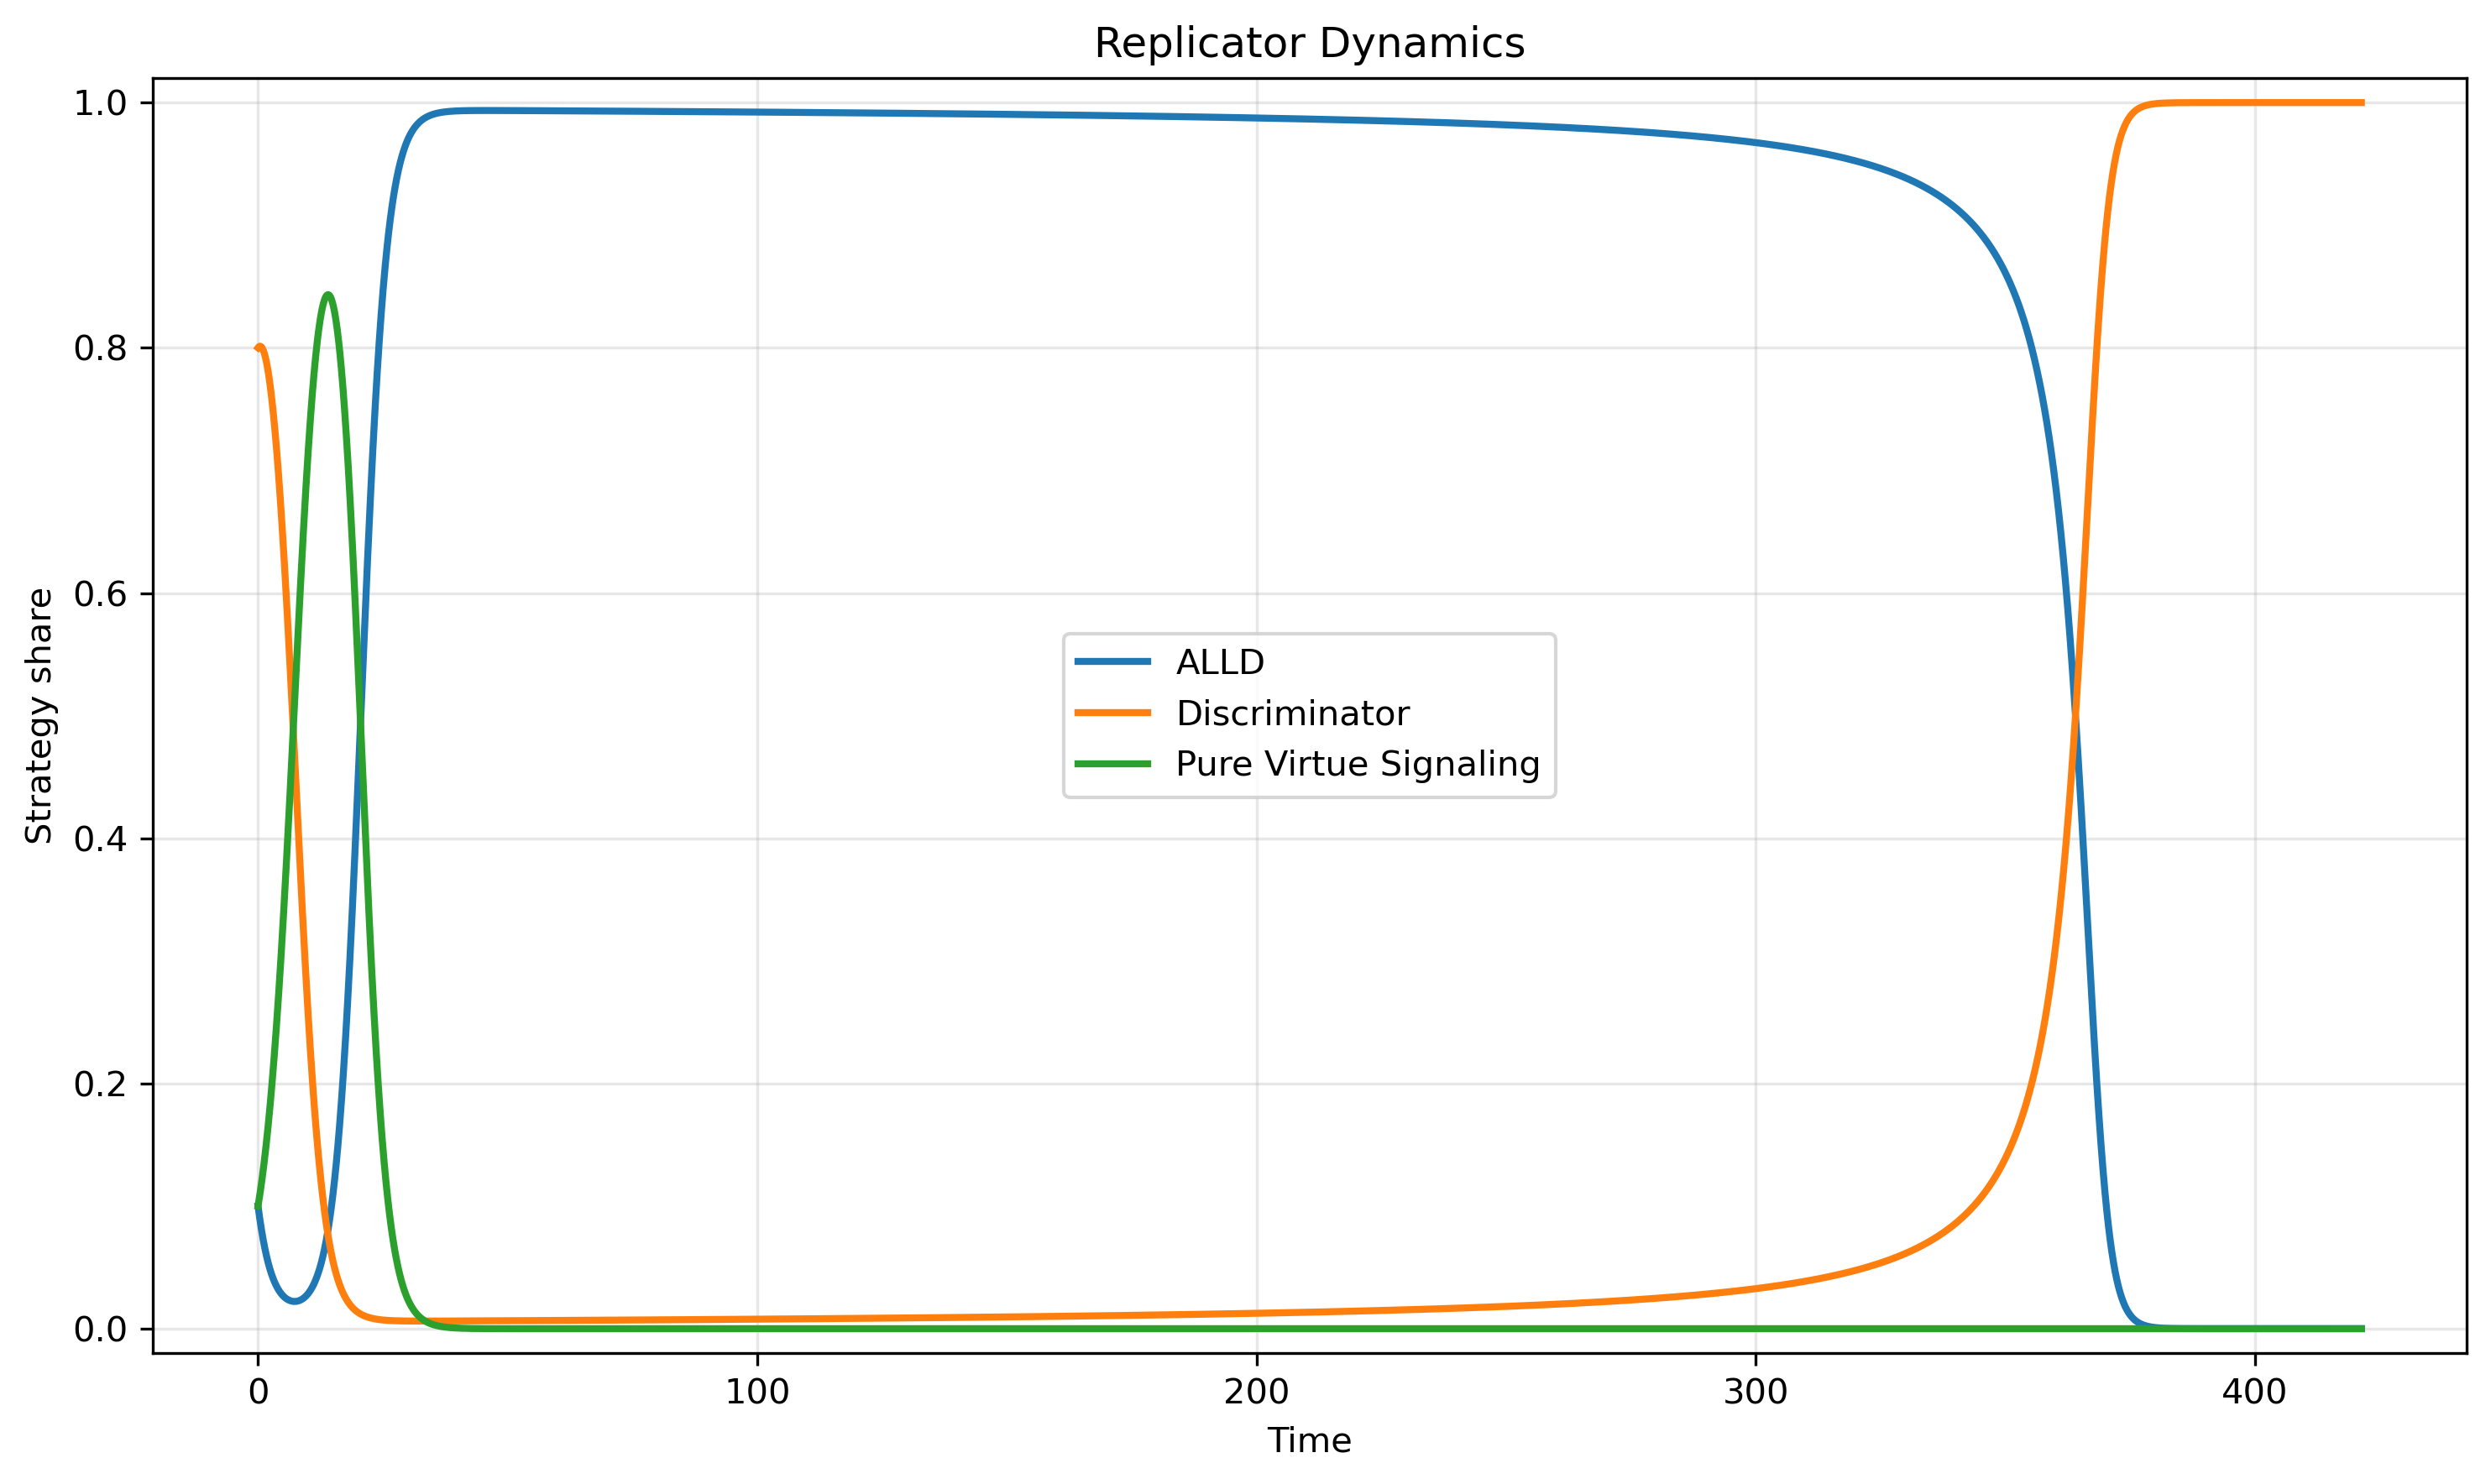 Replicator Dynamics
Strategy share
1.0
0.8
0.6
0.4
0.2
0.0
ALLD
Discriminator
Pure Virtue Signaling
0 100 200 300 400
Time